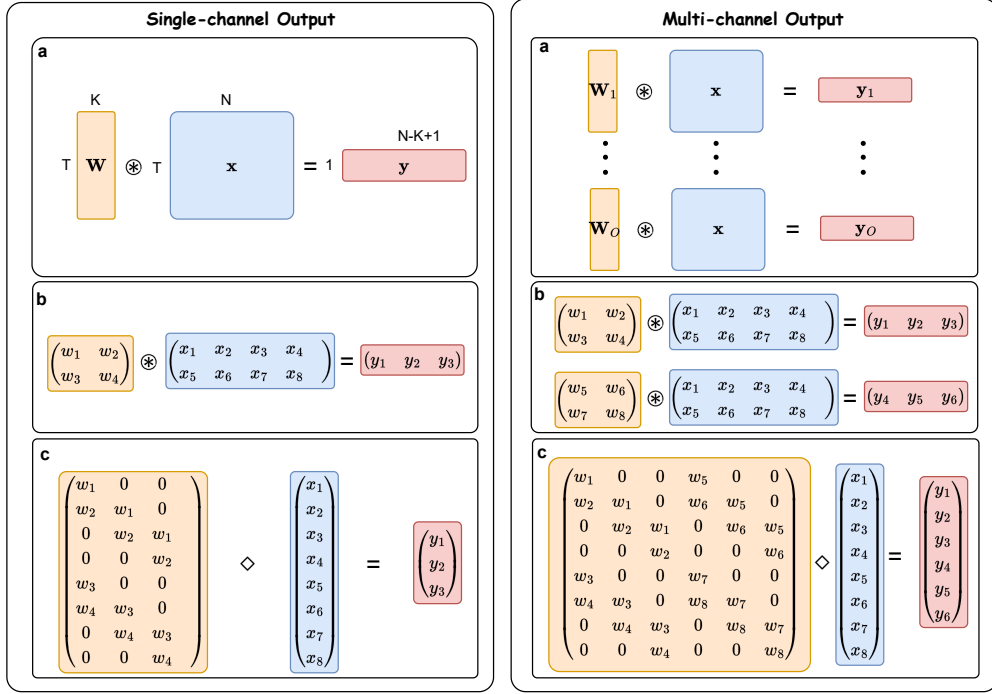 Single-channel Output
a
K
N
T W ⊛ T x = 1 y
N-K+1
b
(w₁ w₂
w₃ w₄) ⊛ (x₁ x₂ x₃ x₄
x₅ x₆ x₇ x₈) = (y₁ y₂ y₃)
c
w₁ 0 0
w₂ w₁ 0
0 w₂ w₁
0 0 w₂
w₃ 0 0
w₄ w₃ 0
0 w₄ w₃
0 0 w₄
◇
x₁
x₂
x₃
x₄
x₅
x₆
x₇
x₈
=
y₁
y₂
y₃
Multi-channel Output
a
W₁ ⊛ x = y₁
W_O ⊛ x = y_O
b
(w₁ w₂
w₃ w₄) ⊛ (x₁ x₂ x₃ x₄
x₅ x₆ x₇ x₈) = (y₁ y₂ y₃)
(w₅ w₆
w₇ w₈) ⊛ (x₁ x₂ x₃ x₄
x₅ x₆ x₇ x₈) = (y₄ y₅ y₆)
c
w₁ 0 0 w₅ 0 0
w₂ w₁ 0 w₆ w₅ 0
0 w₂ w₁ 0 w₆ w₅
0 0 w₂ 0 0 w₆
w₃ 0 0 w₇ 0 0
w₄ w₃ 0 w₈ w₇ 0
0 w₄ w₃ 0 w₈ w₇
0 0 w₄ 0 0 w₈
◇
x₁
x₂
x₃
x₄
x₅
x₆
x₇
x₈
=
y₁
y₂
y₃
y₄
y₅
y₆